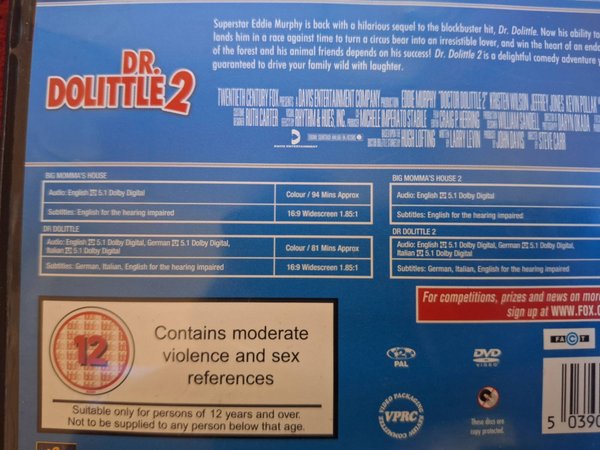 Superstar Eddie Murphy is back with a hilarious sequel to the blockbuster hit, Dr. Dolittle. Now his ability to
lands him in a race against time to turn a circus bear into an irresistible lover, and win the heart of an
of the forest and his animal friends depends on his success! Dr. Dolittle 2 is a delightful comedy adventure
guaranteed to drive your family wild with laughter.
DR.
DOLITTLE 2
TWENTIETH CENTURY FOX PRESENTS A DAVIS ENTERTAINMENT COMPANY PRODUCTION EDDIE MURPHY "DOCTOR DOLITTLE 2" KRISTEN WILSON JEFFREY JONES KEVIN POLLAK
RUTH CARTER RHYTHM & HUES, INC. MICHELE IMPERATO STABILE CRAIG P. HERRING WILLIAM SANDELL DARYN OKADA
HUGH LOFTING LARRY LEVIN JOHN DAVIS STEVE CARR
BIG MOMMA'S HOUSE
Audio: English 5.1 Dolby Digital
Colour / 94 Mins Approx
Subtitles: English for the hearing impaired
16:9 Widescreen 1.85:1
DR DOLITTLE
Audio: English 5.1 Dolby Digital, German 5.1 Dolby Digital,
Italian 5.1 Dolby Digital
Colour / 81 Mins Approx
Subtitles: German, Italian, English for the hearing impaired
16:9 Widescreen 1.85:1
BIG MOMMA'S HOUSE 2
Audio: English 5.1 Dolby Digital
Subtitles: English for the hearing impaired
DR DOLITTLE 2
Audio: English 5.1 Dolby Digital, German 5.1 Dolby
Italian 5.1 Dolby Digital
Subtitles: German, Italian, English for the hearing impaired
For competitions, prizes and news on
sign up at WWW.FOX.
12
Contains moderate
violence and sex
references
Suitable only for persons of 12 years and over.
Not to be supplied to any person below that age.
2
PAL
DVD
VIDEO
FACT
VIDEO PACKAGING
VPRC
REVIEW COMMITTEE
These discs are
copy protected.
5 0390